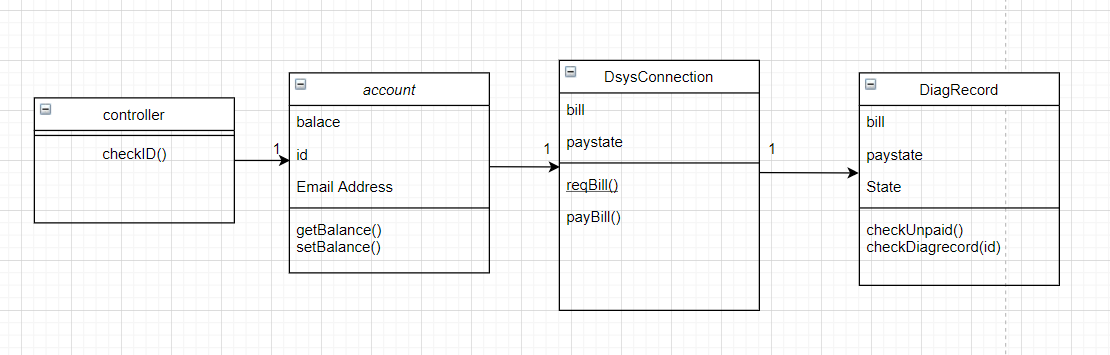 controller
checkID()
1
account
balace
id
Email Address
getBalance()
setBalance()
1
DsysConnection
bill
paystate
reqBill()
payBill()
1
DiagRecord
bill
paystate
State
checkUnpaid()
checkDiagrecord(id)